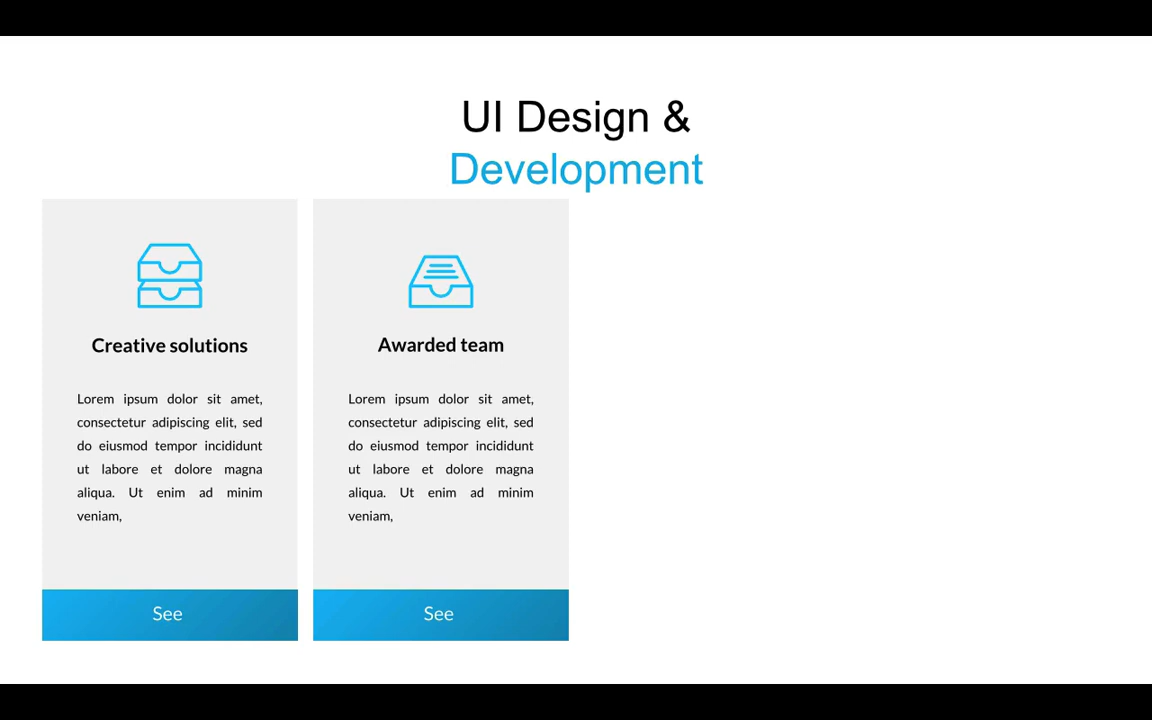 UI Design &
Development
Creative solutions
Lorem ipsum dolor sit amet,
consectetur adipiscing elit, sed
do eiusmod tempor incididunt
ut labore et dolore magna
aliqua. Ut enim ad minim
veniam,
See
Awarded team
Lorem ipsum dolor sit amet,
consectetur adipiscing elit, sed
do eiusmod tempor incididunt
ut labore et dolore magna
aliqua. Ut enim ad minim
veniam,
See